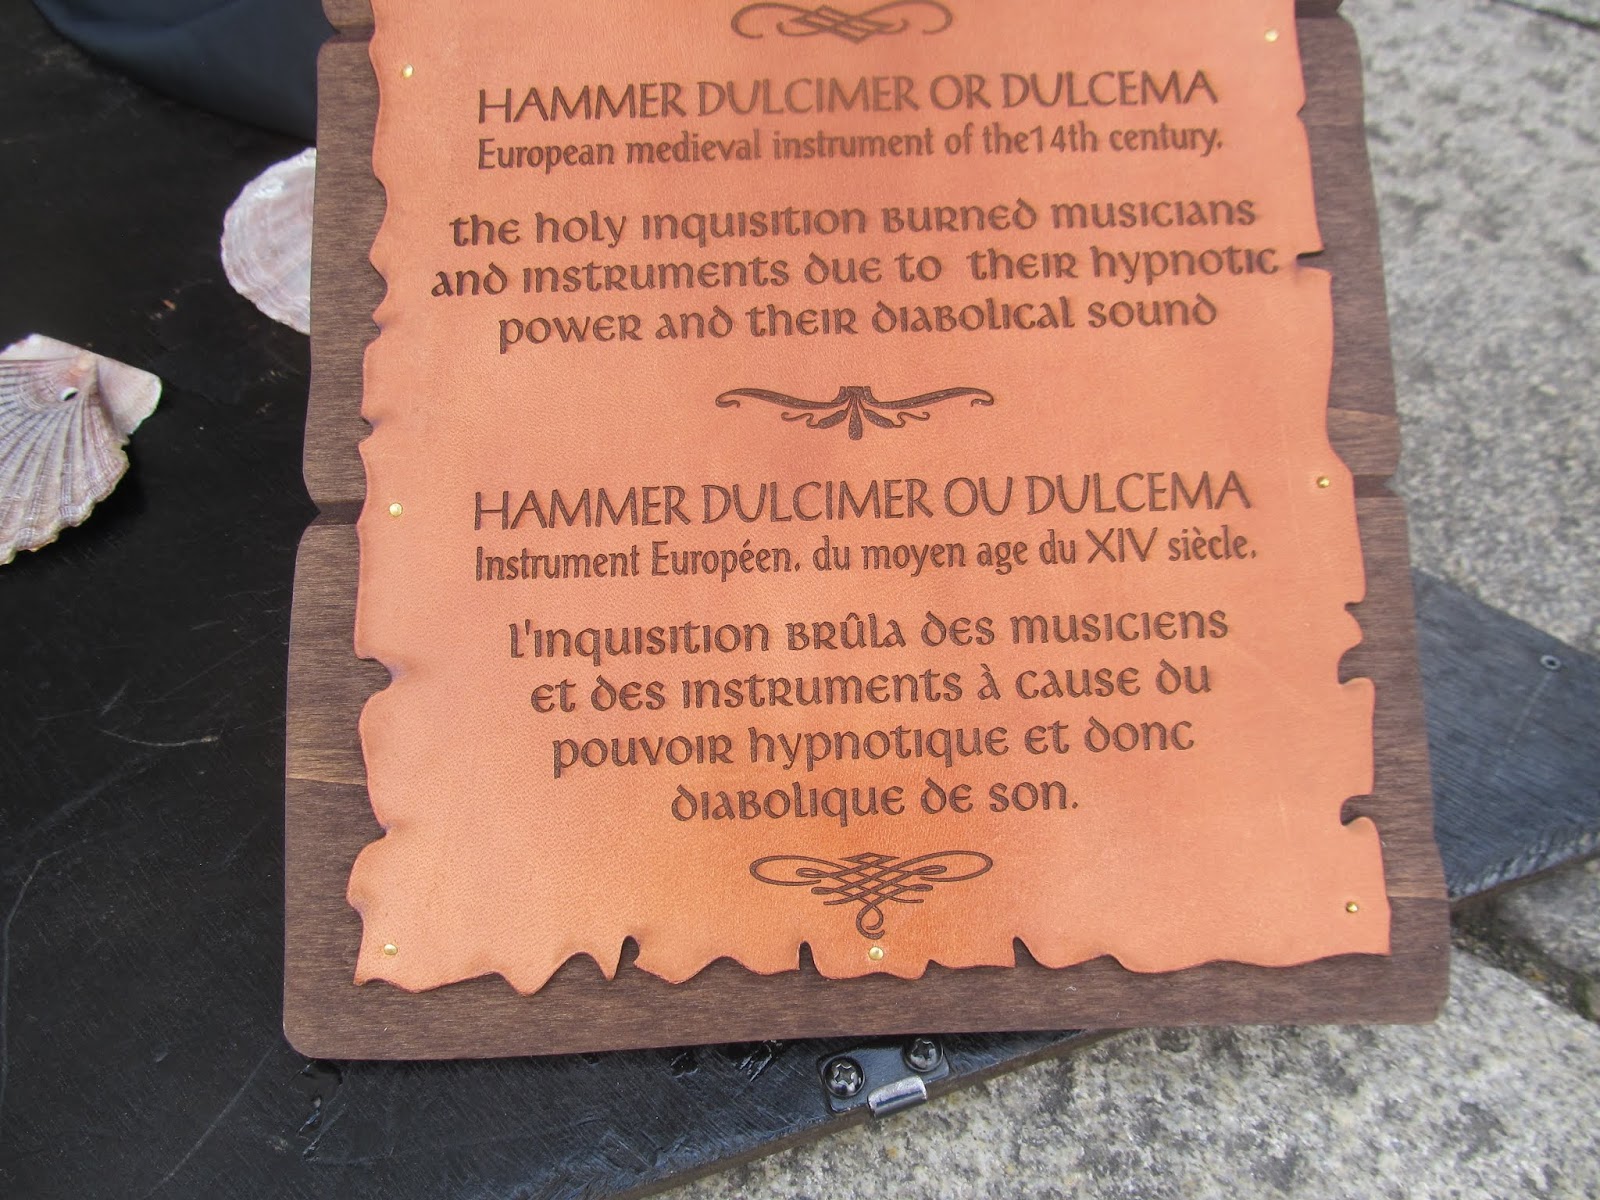 HAMMER DULCIMER OR DULCEMA
European medieval instrument of the14th century.
the holy inquisition burned musicians
and instruments due to their hypnotic
power and their diabolical sound
HAMMER DULCIMER OU DULCEMA
Instrument Européen. du moyen age du XIV siècle.
l'inquisition brûla des musiciens
et des instruments à cause du
pouvoir hypnotique et donc
diabolique de son.